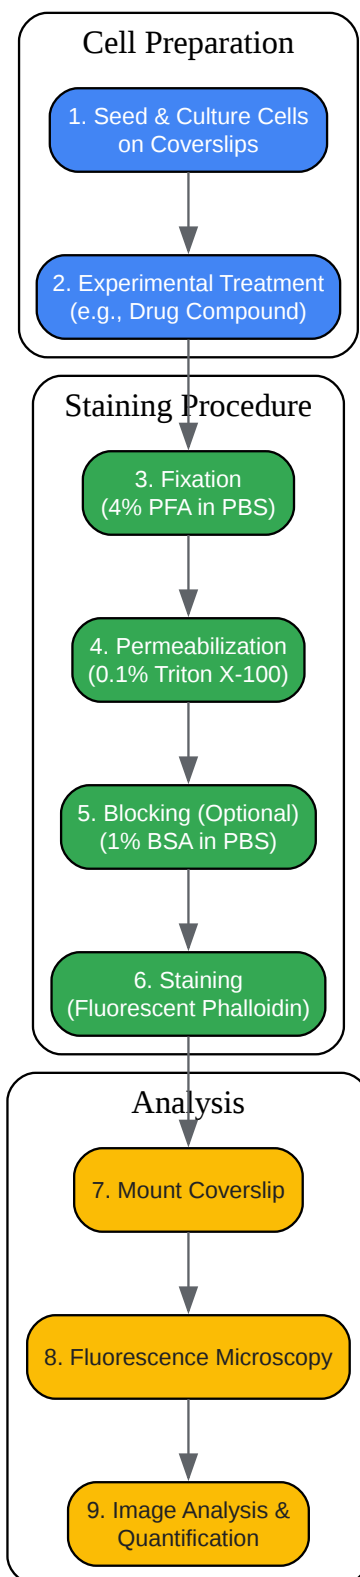 Cell Preparation
1. Seed & Culture Cells
on Coverslips
2. Experimental Treatment
(e.g., Drug Compound)
Staining Procedure
3. Fixation
(4% PFA in PBS)
4. Permeabilization
(0.1% Triton X-100)
5. Blocking (Optional)
(1% BSA in PBS)
6. Staining
(Fluorescent Phalloidin)
Analysis
7. Mount Coverslip
8. Fluorescence Microscopy
9. Image Analysis &
Quantification